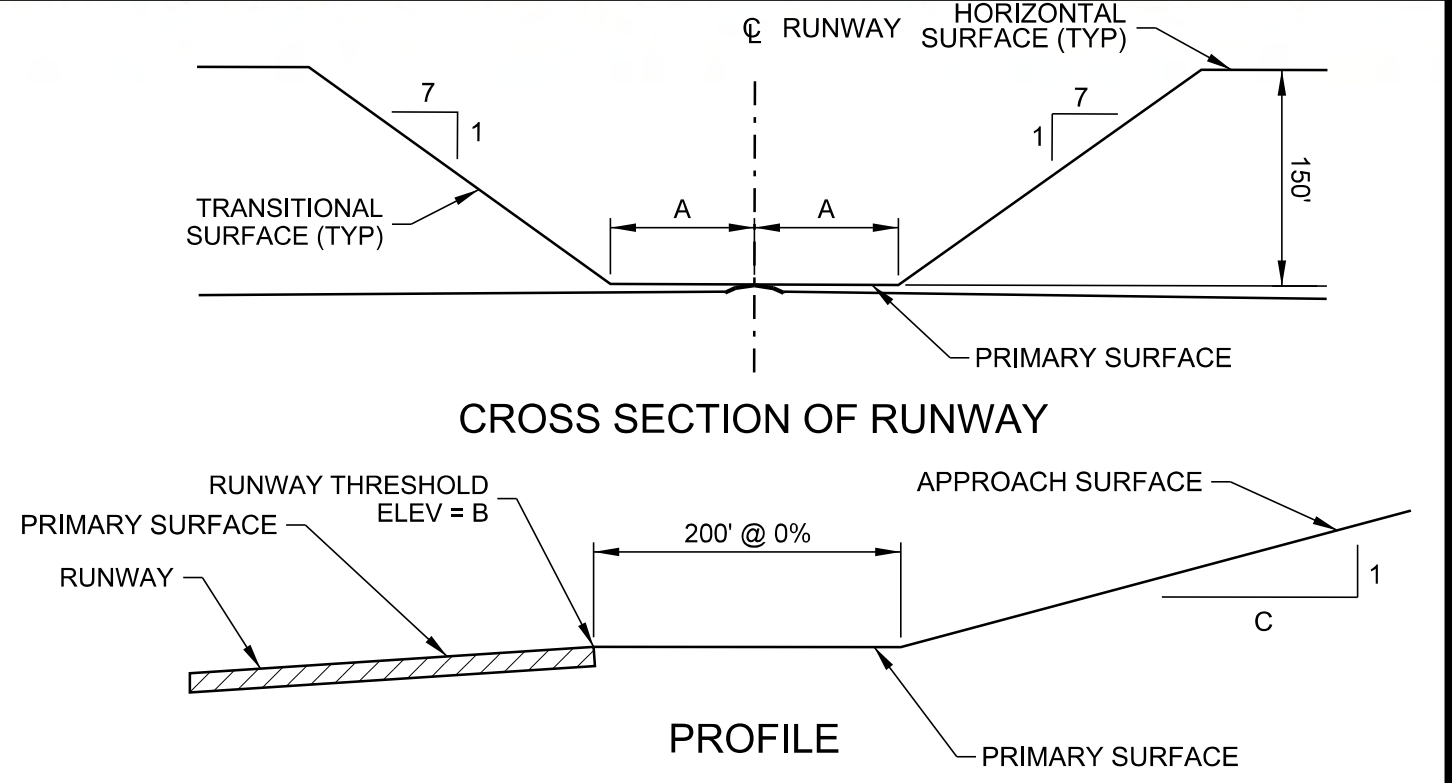 ℄ RUNWAY
HORIZONTAL
SURFACE (TYP)
7
1
7
1
150'
TRANSITIONAL
SURFACE (TYP)
A
A
PRIMARY SURFACE
CROSS SECTION OF RUNWAY
RUNWAY THRESHOLD
ELEV = B
PRIMARY SURFACE
RUNWAY
200' @ 0%
APPROACH SURFACE
1
C
PROFILE
PRIMARY SURFACE